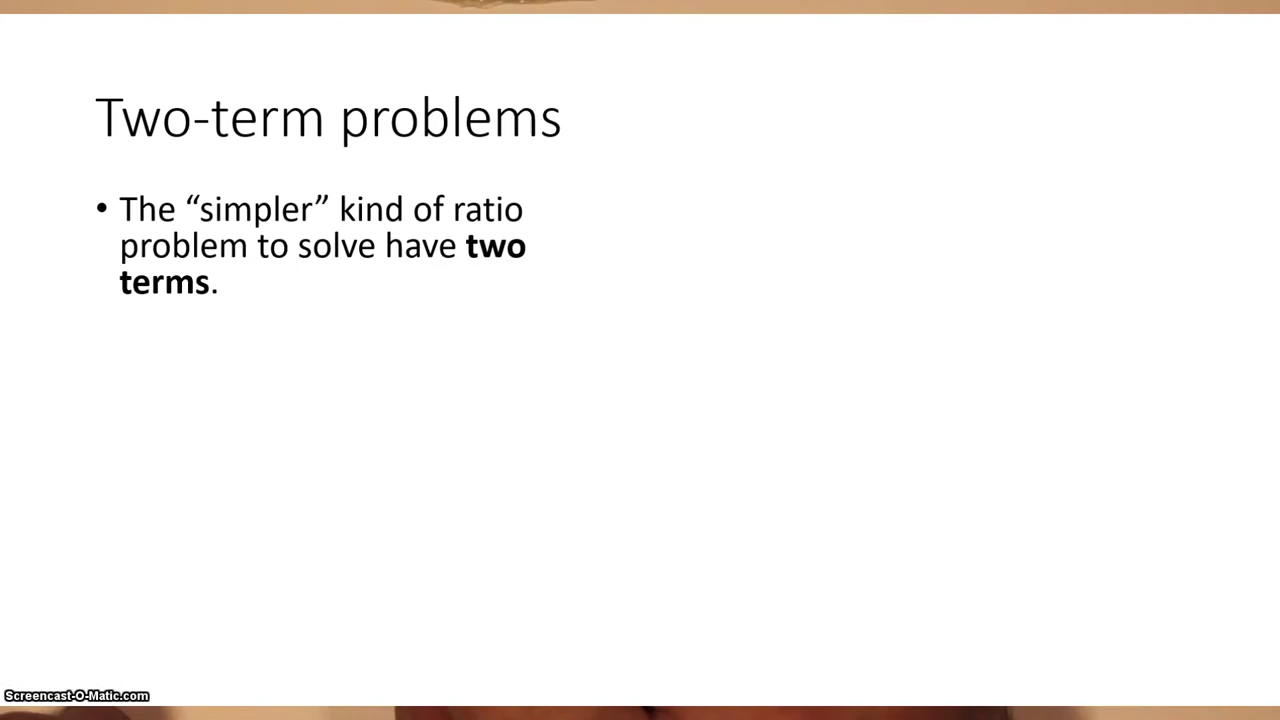 Two-term problems
• The “simpler” kind of ratio
problem to solve have two
terms.
Screencast-O-Matic.com